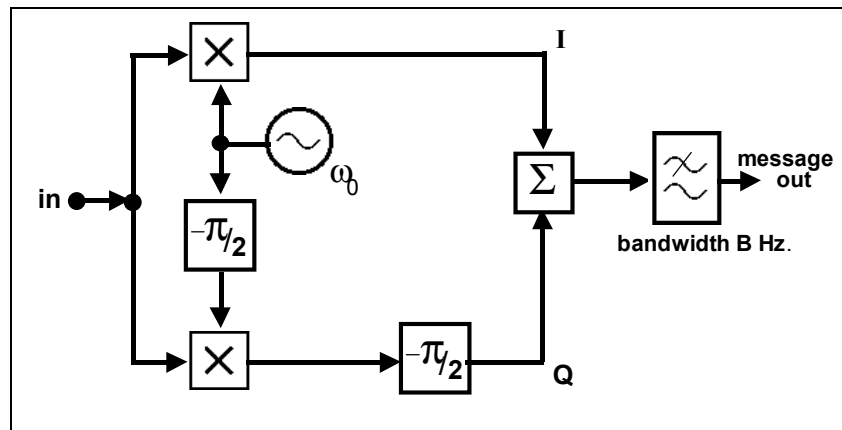 I
ω0
in
−π/2
Σ
message
out
bandwidth B Hz.
−π/2
Q